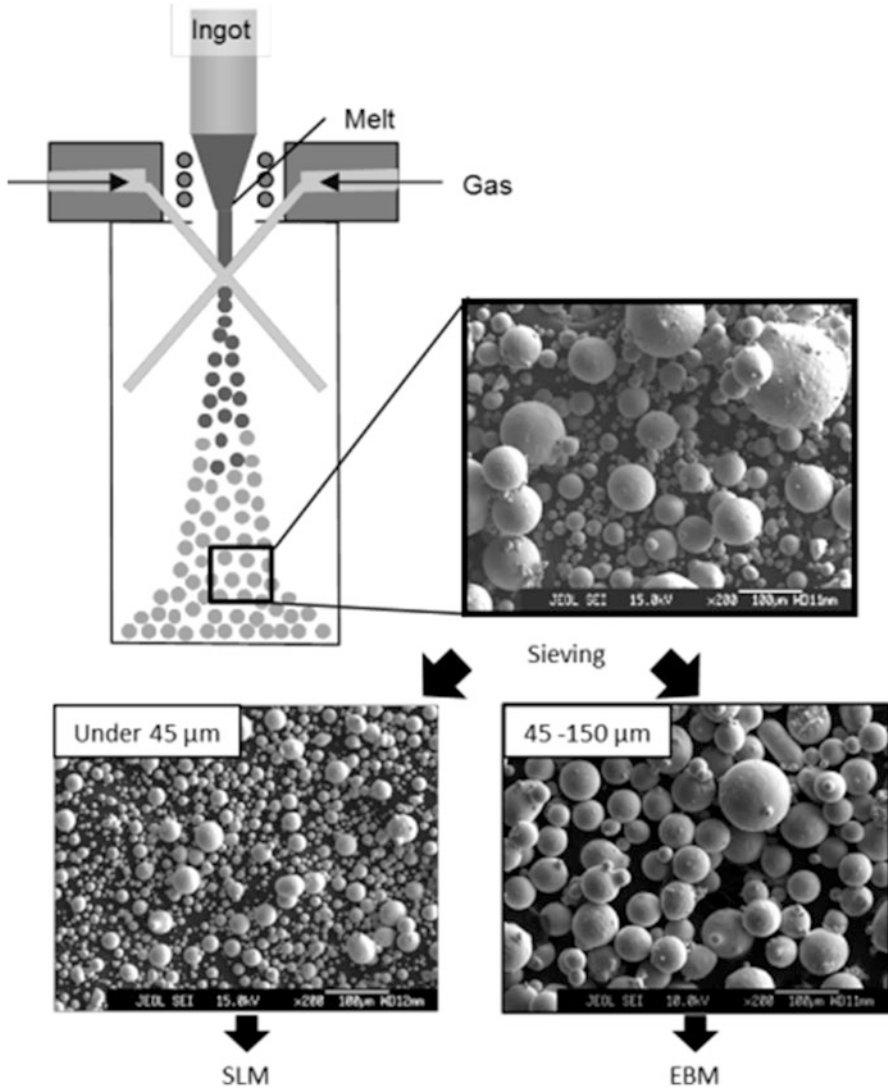 Ingot
Melt
Gas
JEOL SEI 15.0kV ×200 100µm WD11mm
Sieving
Under 45 µm
45 -150 µm
JEOL SEI 15.0kV ×200 100µm WD12mm
JEOL SEI 10.0kV ×200 100µm WD11mm
SLM
EBM